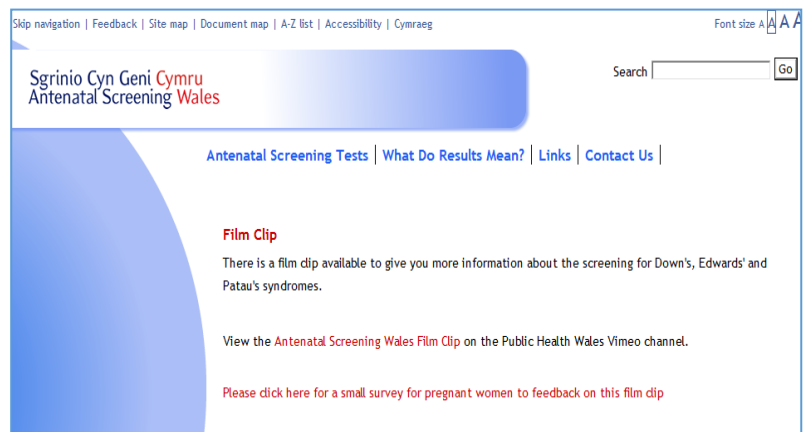 Skip navigation | Feedback | Site map | Document map | A-Z list | Accessibility | Cymraeg
Font size A A A A
Search Go
Sgrinio Cyn Geni Cymru
Antenatal Screening Wales
Antenatal Screening Tests | What Do Results Mean? | Links | Contact Us |
Film Clip
There is a film clip available to give you more information about the screening for Down's, Edwards' and
Patau's syndromes.
View the Antenatal Screening Wales Film Clip on the Public Health Wales Vimeo channel.
Please click here for a small survey for pregnant women to feedback on this film clip